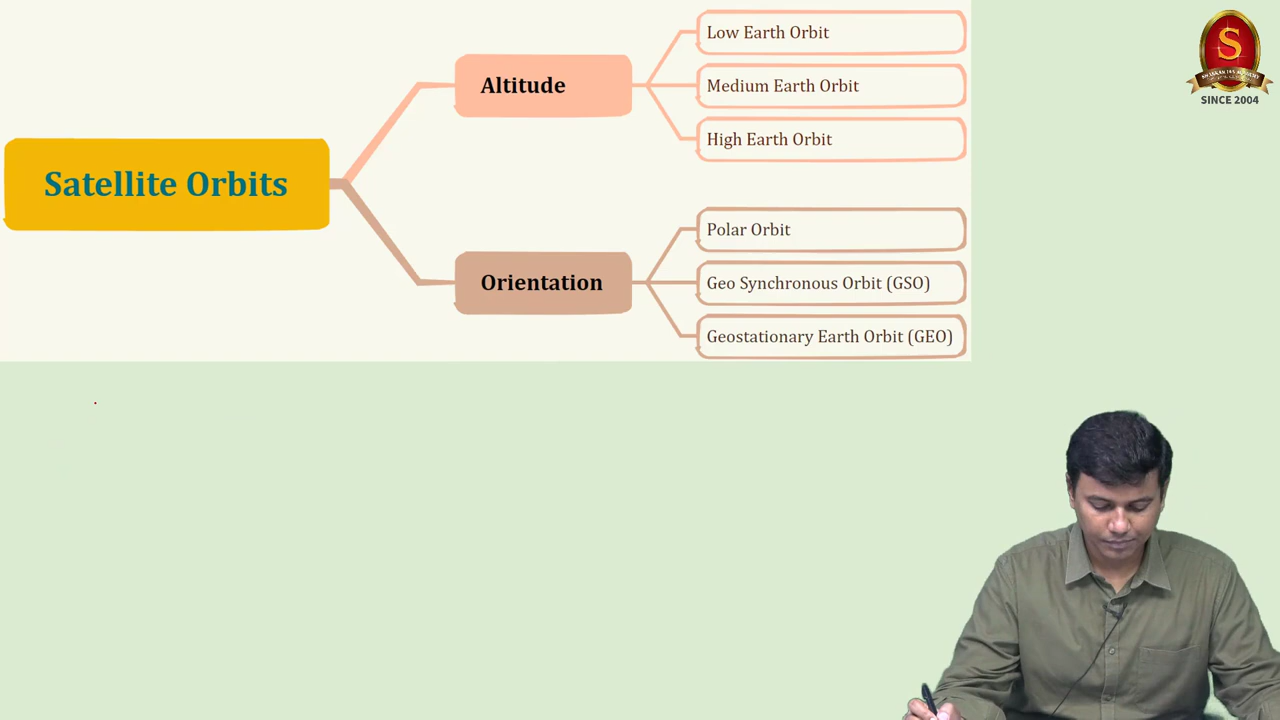 Satellite Orbits
Altitude
Low Earth Orbit
Medium Earth Orbit
High Earth Orbit
Orientation
Polar Orbit
Geo Synchronous Orbit (GSO)
Geostationary Earth Orbit (GEO)
S
SINCE 2004